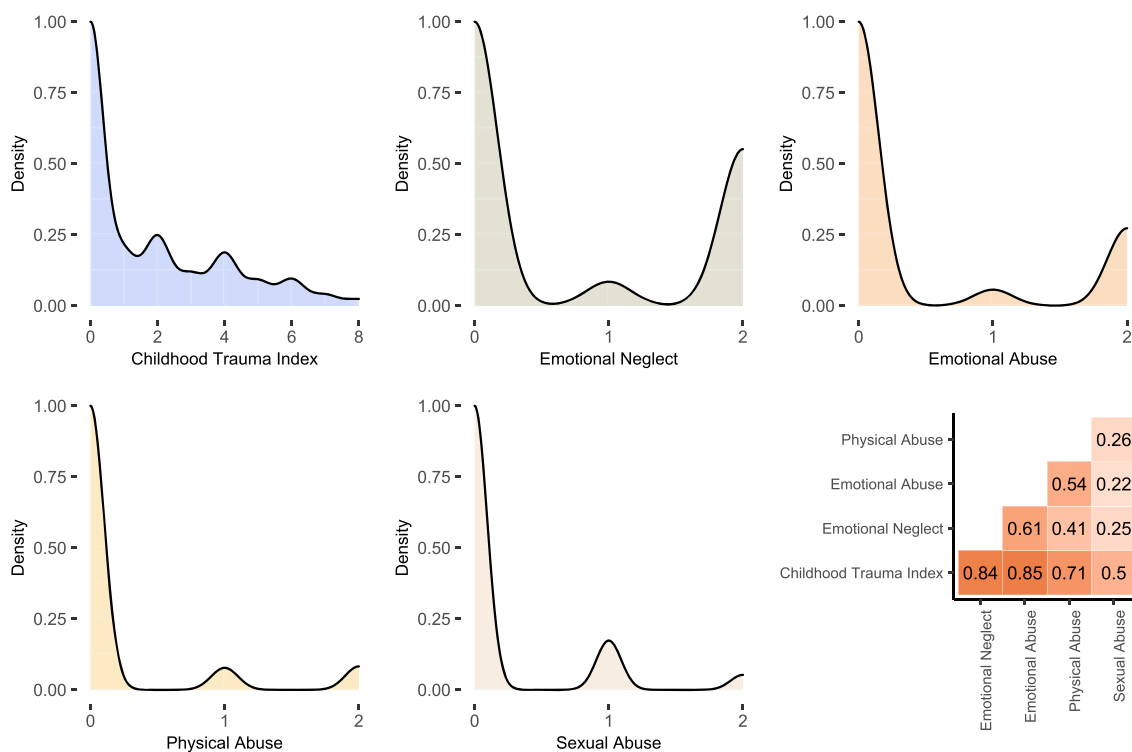 1.00
0.75
0.50
0.25
0.00
Density
0 2 4 6 8
Childhood Trauma Index
1.00
0.75
0.50
0.25
0.00
Density
0 1 2
Emotional Neglect
1.00
0.75
0.50
0.25
0.00
Density
0 1 2
Emotional Abuse
1.00
0.75
0.50
0.25
0.00
Density
0 1 2
Physical Abuse
1.00
0.75
0.50
0.25
0.00
Density
0 1 2
Sexual Abuse
Physical Abuse 0.26
Emotional Abuse 0.54 0.22
Emotional Neglect 0.61 0.41 0.25
Childhood Trauma Index 0.84 0.85 0.71 0.5
Emotional Neglect
Emotional Abuse
Physical Abuse
Sexual Abuse